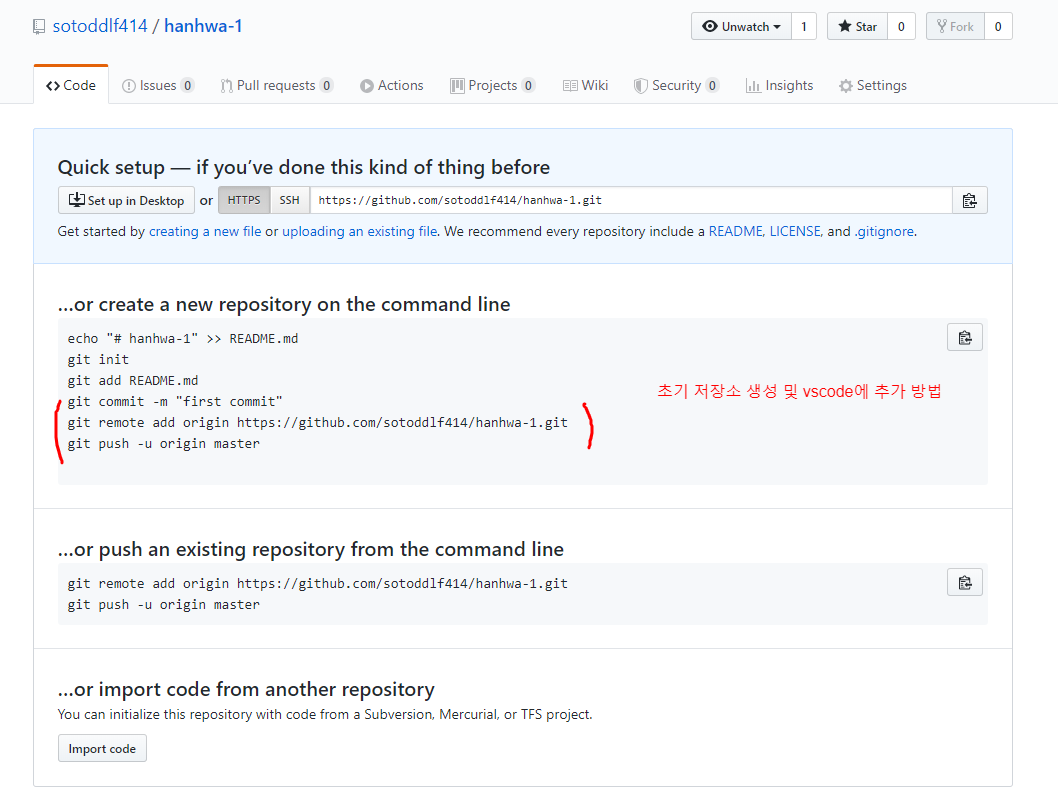 sotoddlf414 / hanhwa-1
Unwatch 1 Star 0 Fork 0
Code Issues 0 Pull requests 0 Actions Projects 0 Wiki Security 0 Insights Settings
Quick setup — if you’ve done this kind of thing before
Set up in Desktop or HTTPS SSH https://github.com/sotoddlf414/hanhwa-1.git
Get started by creating a new file or uploading an existing file. We recommend every repository include a README, LICENSE, and .gitignore.
…or create a new repository on the command line
echo "# hanhwa-1" >> README.md
git init
git add README.md
git commit -m "first commit"
git remote add origin https://github.com/sotoddlf414/hanhwa-1.git
git push -u origin master
초기 저장소 생성 및 vscode에 추가 방법
…or push an existing repository from the command line
git remote add origin https://github.com/sotoddlf414/hanhwa-1.git
git push -u origin master
…or import code from another repository
You can initialize this repository with code from a Subversion, Mercurial, or TFS project.
Import code